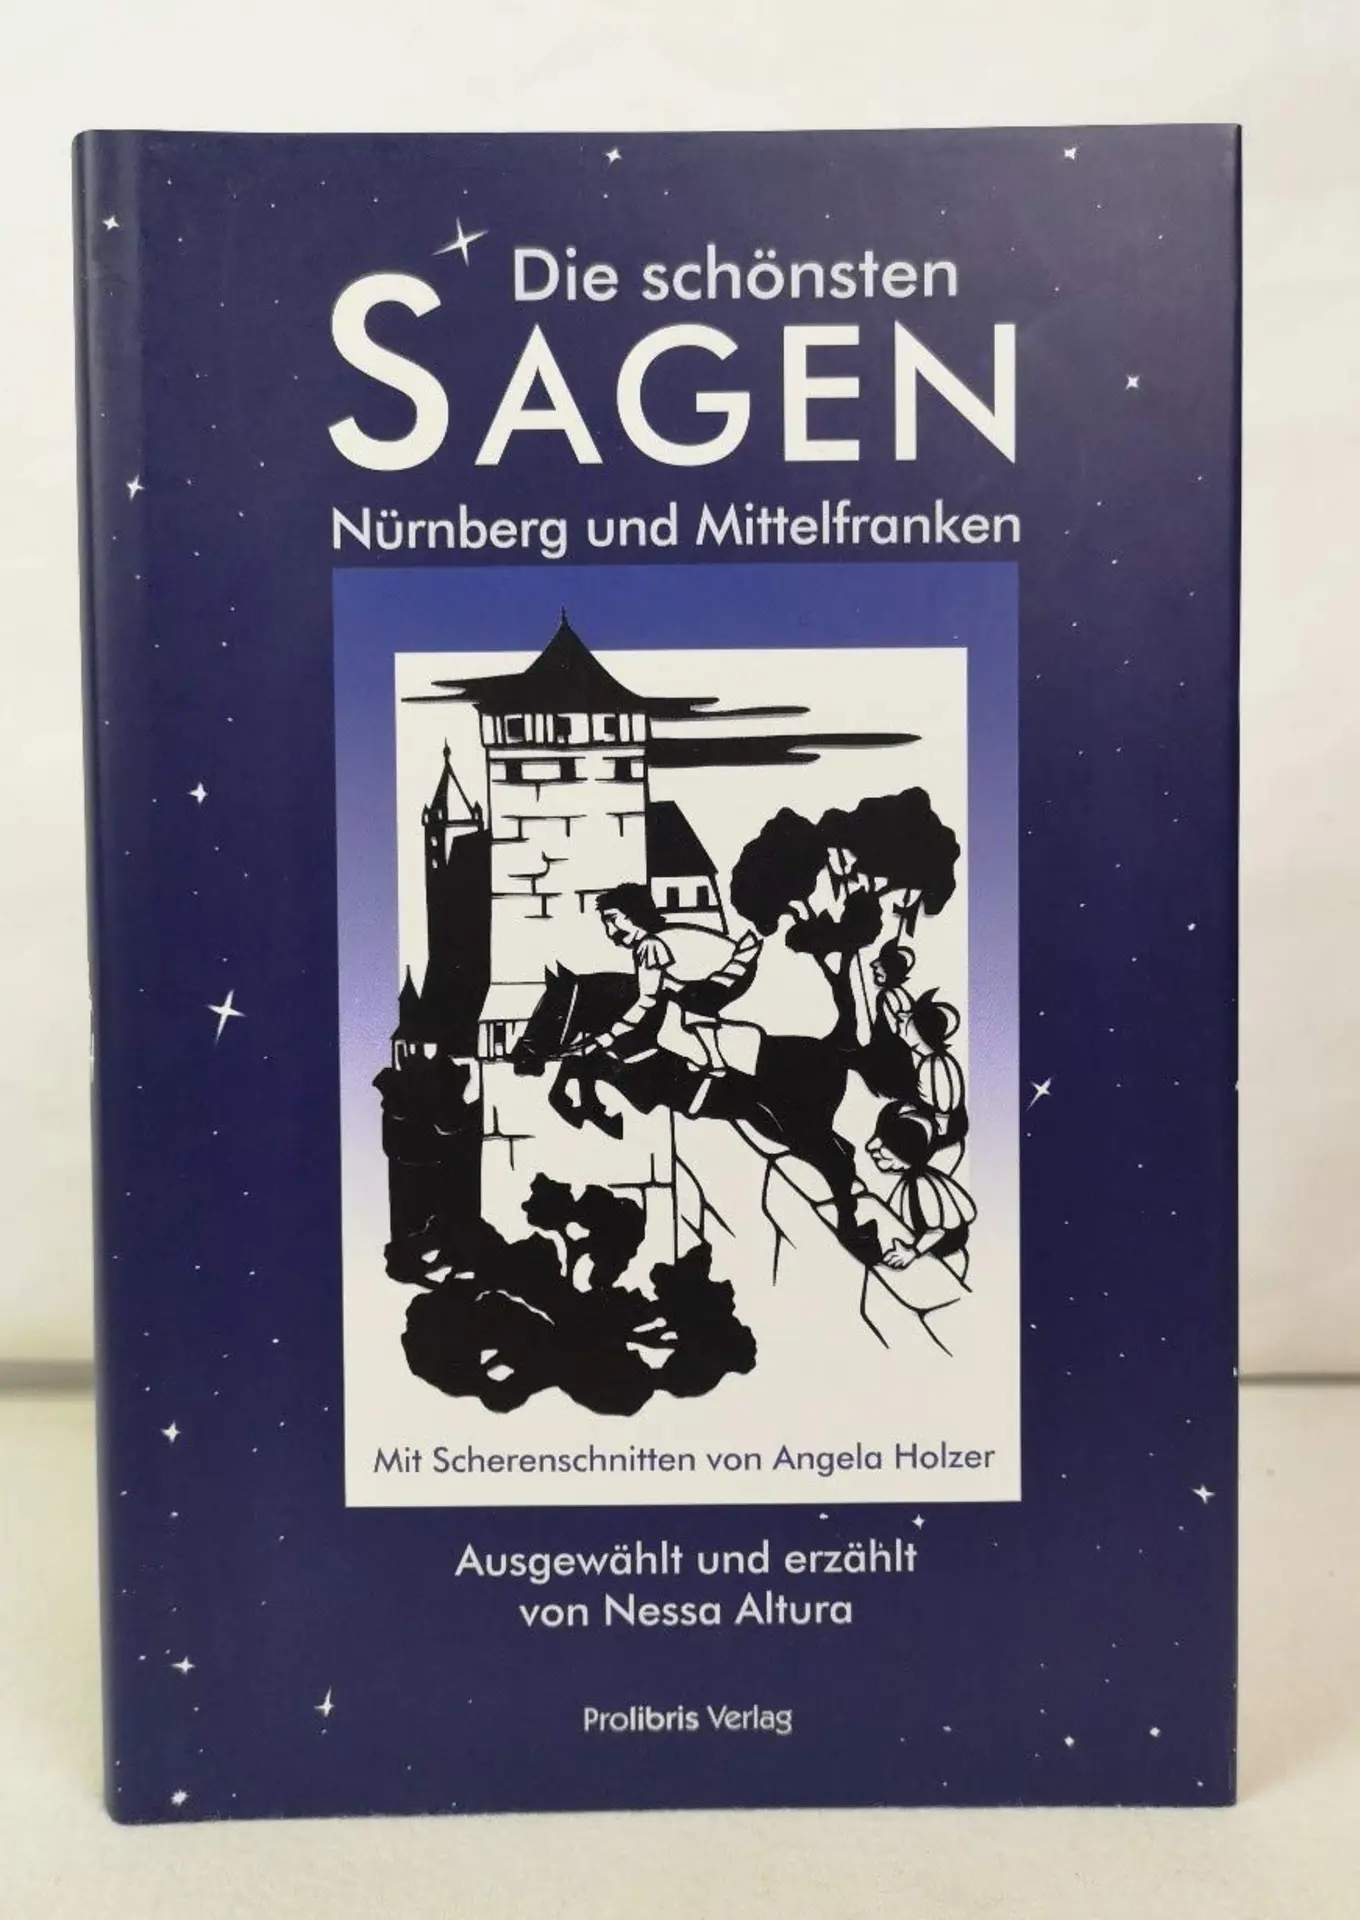 Die schönsten
SAGEN
Nürnberg und Mittelfranken
Mit Scherenschnitten von Angela Holzer
Ausgewählt und erzählt
von Nessa Altura
Prolibris Verlag